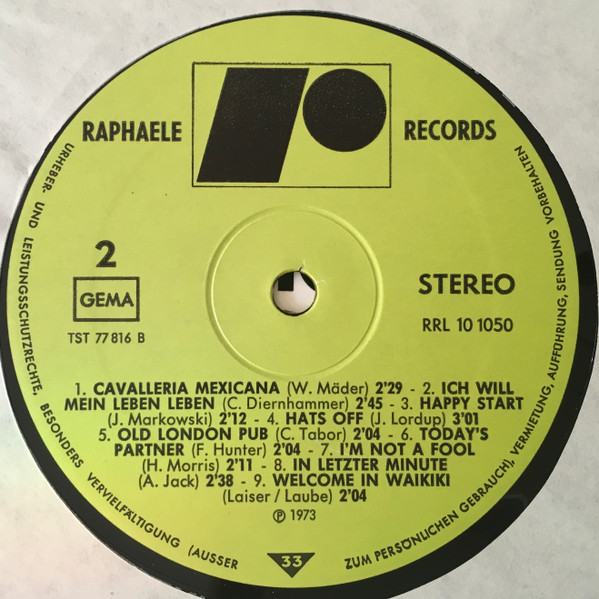 RAPHAELE RECORDS
2
GEMA
TST 77 816 B
STEREO
RRL 10 1050
1. CAVALLERIA MEXICANA (W. Mäder) 2'29 - 2. ICH WILL
MEIN LEBEN LEBEN (C. Diernhammer) 2'45 - 3. HAPPY START
(J. Markowski) 2'12 - 4. HATS OFF (J. Lordup) 3'01
5. OLD LONDON PUB (C. Tabor) 2'04 - 6. TODAY'S
PARTNER (F. Hunter) 2'04 - 7. I'M NOT A FOOL
(H. Morris) 2'11 - 8. IN LETZTER MINUTE
(A. Jack) 2'38 - 9. WELCOME IN WAIKIKI
(Laiser / Laube) 2'04
℗ 1973
33
URHEBER- UND LEISTUNGSSCHUTZRECHTE, BESONDERS VERVIELFÄLTIGUNG (AUSSER ZUM PERSÖNLICHEN GEBRAUCH), VERMIETUNG, AUFFÜHRUNG, SENDUNG VORBEHALTEN